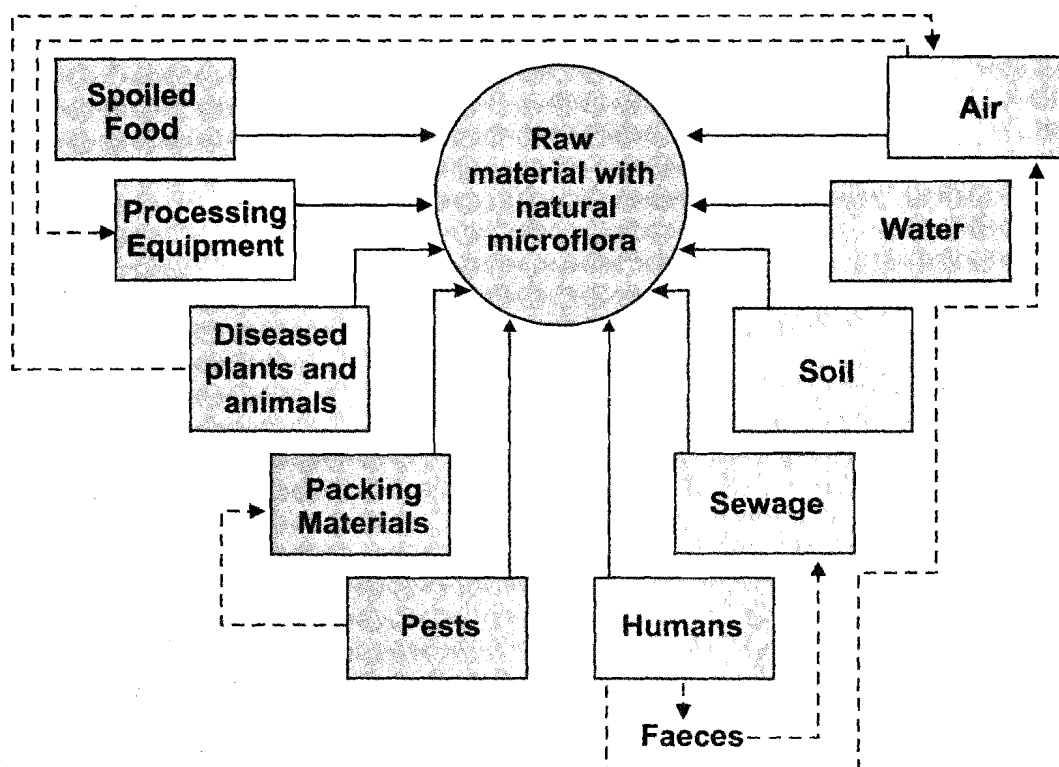 Spoiled
Food
Raw
material with
natural
microflora
Air
Processing
Equipment
Water
Diseased
plants and
animals
Soil
Packing
Materials
Sewage
Pests
Humans
Faeces